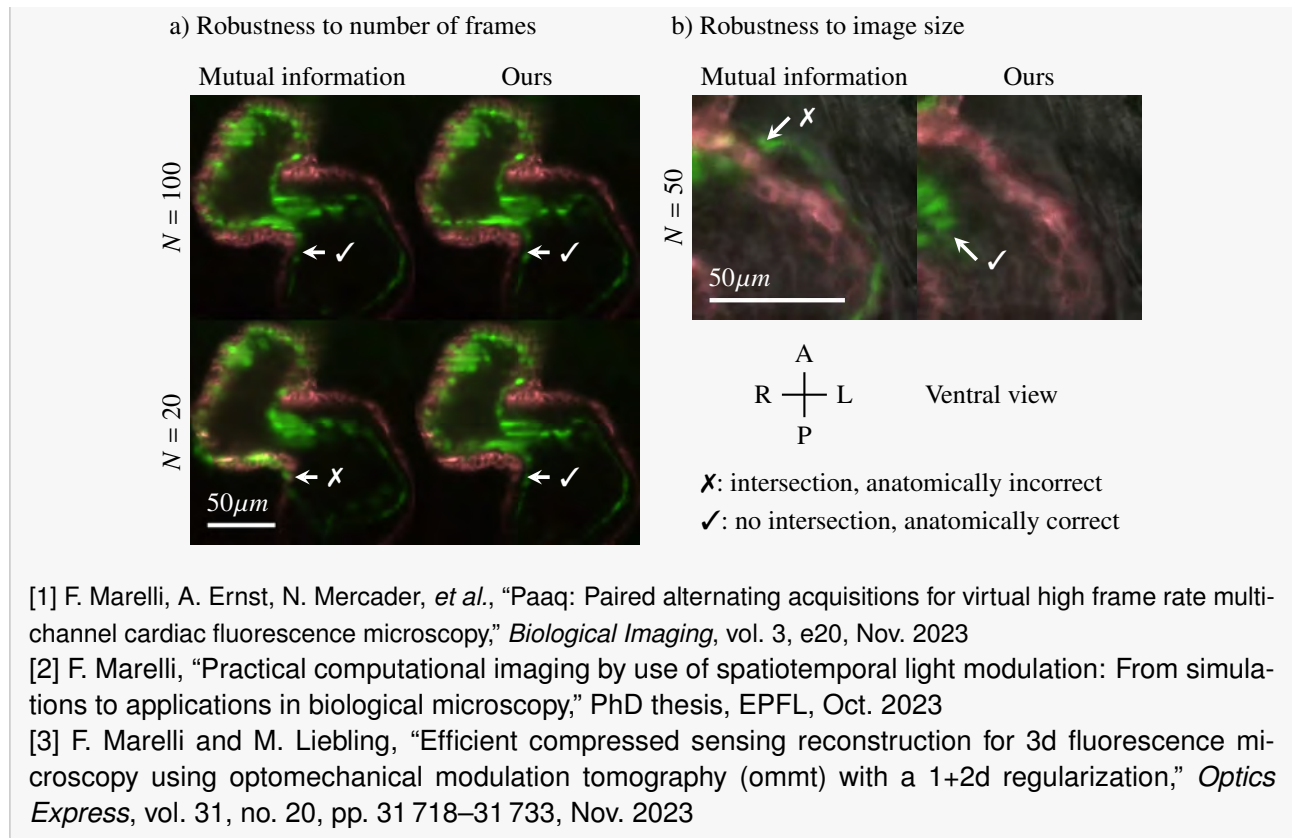 a) Robustness to number of frames
b) Robustness to image size
Mutual information Ours
Mutual information Ours
N = 100
✓ ✓
N = 20
✗ ✓
50μm
N = 50
✗
✓
50μm
A
R L
P
Ventral view
✗: intersection, anatomically incorrect
✓: no intersection, anatomically correct
[1] F. Marelli, A. Ernst, N. Mercader, et al., “Paaq: Paired alternating acquisitions for virtual high frame rate multi-
channel cardiac fluorescence microscopy,” Biological Imaging, vol. 3, e20, Nov. 2023
[2] F. Marelli, “Practical computational imaging by use of spatiotemporal light modulation: From simula-
tions to applications in biological microscopy,” PhD thesis, EPFL, Oct. 2023
[3] F. Marelli and M. Liebling, “Efficient compressed sensing reconstruction for 3d fluorescence mi-
croscopy using optomechanical modulation tomography (ommt) with a 1+2d regularization,” Optics
Express, vol. 31, no. 20, pp. 31 718–31 733, Nov. 2023